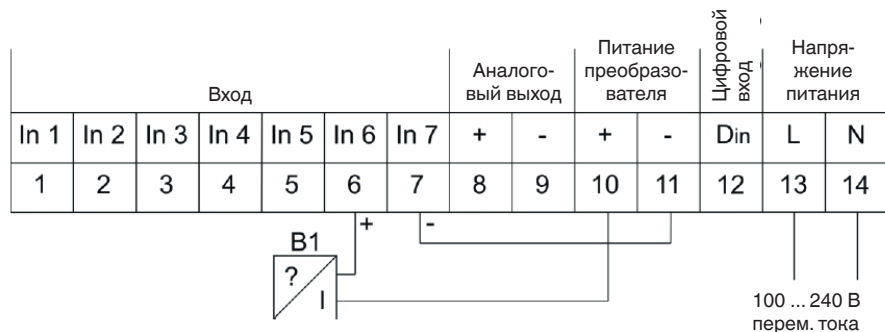 Вход
Аналого-
вый выход
Питание
преобразо-
вателя
Цифровой
вход
Напря-
жение
питания
In 1 In 2 In 3 In 4 In 5 In 6 In 7 + - + - Din L N
1 2 3 4 5 6 7 8 9 10 11 12 13 14
+ -
B1
?
I
100 ... 240 В
перем. тока